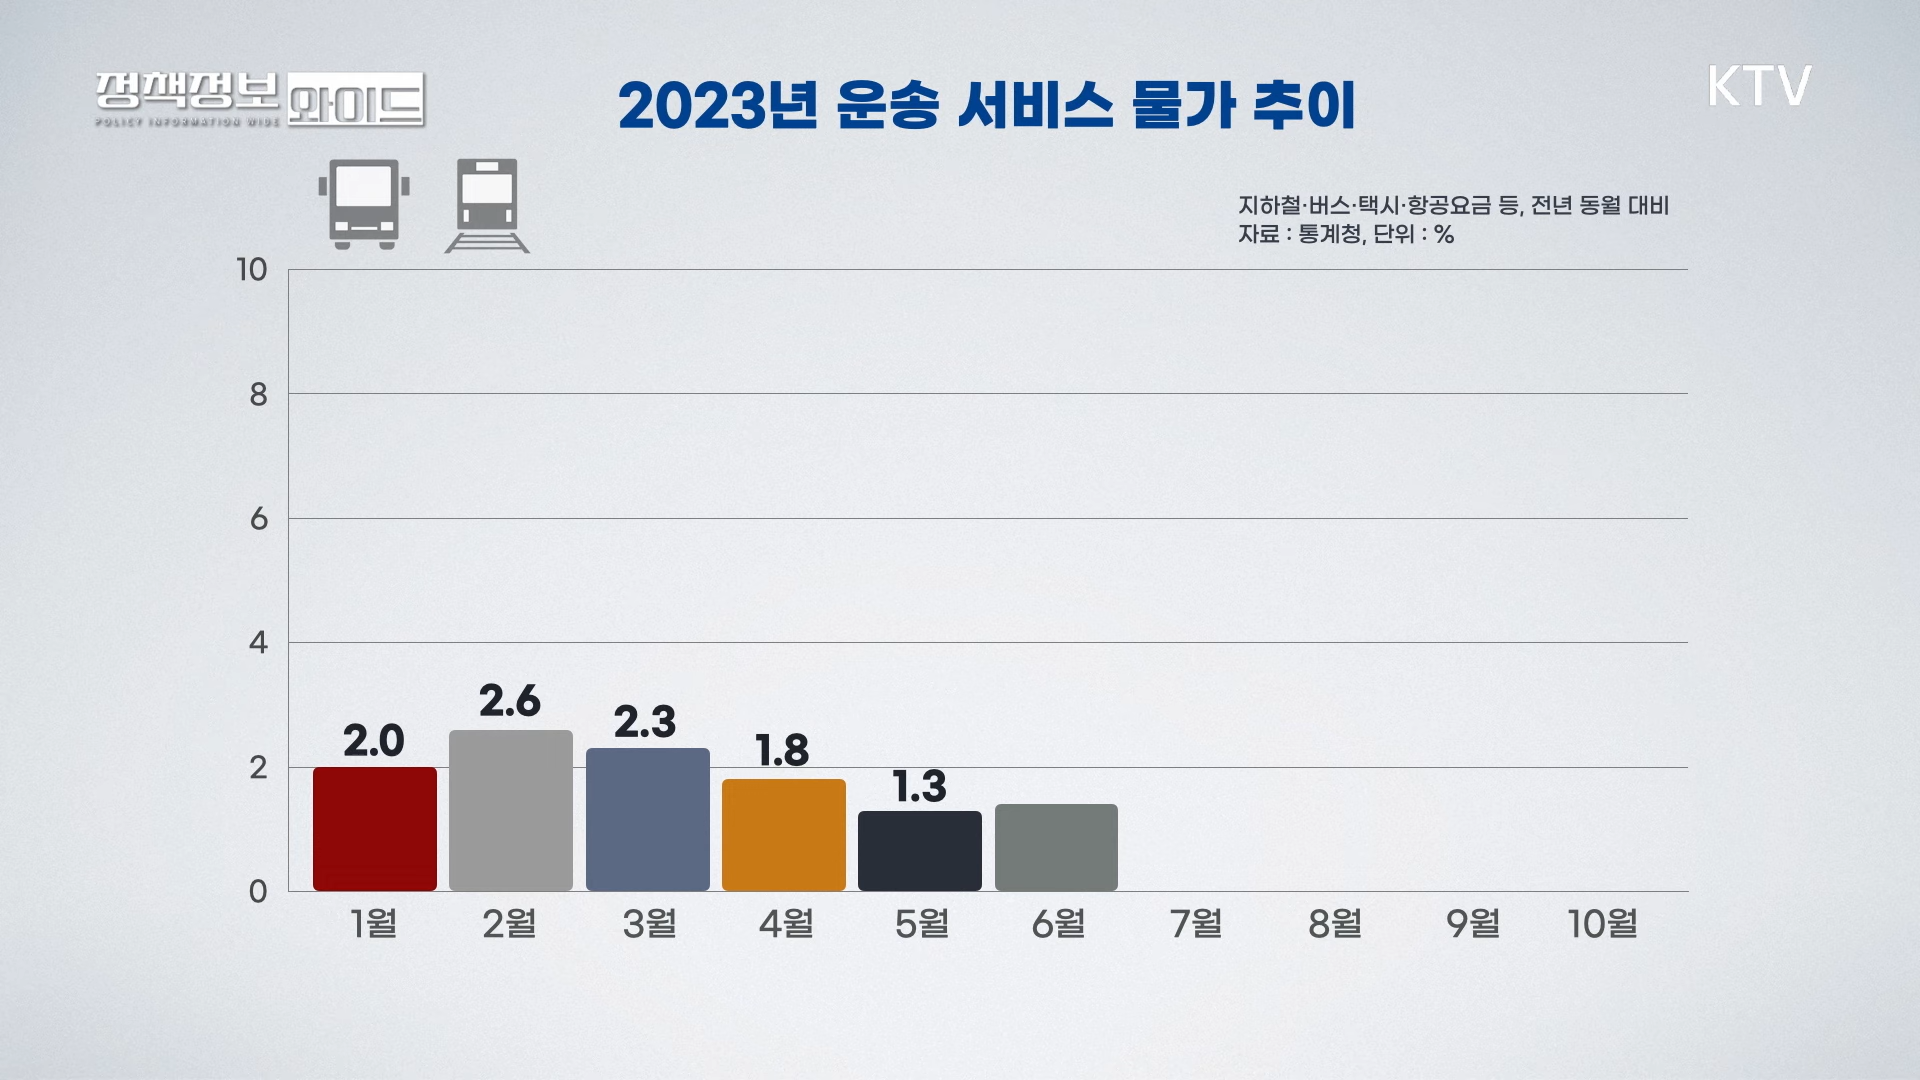 정책정보 와이드
POLICY INFORMATION WIDE
2023년 운송 서비스 물가 추이
KTV
지하철·버스·택시·항공요금 등, 전년 동월 대비
자료 : 통계청, 단위 : %
10
8
6
4
2
0
2.0
2.6
2.3
1.8
1.3
1월 2월 3월 4월 5월 6월 7월 8월 9월 10월